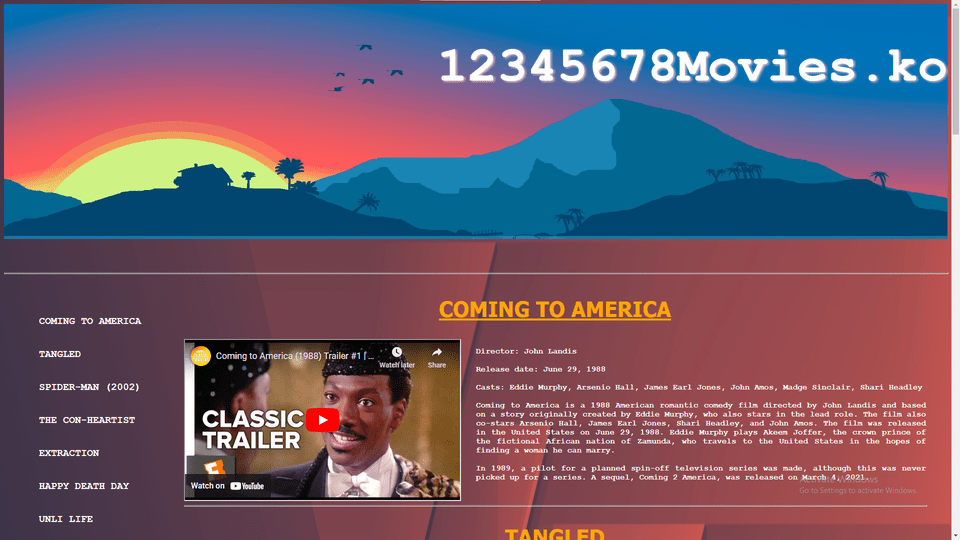 12345678Movies.ko
COMING TO AMERICA
TANGLED
SPIDER-MAN (2002)
THE CON-HEARTIST
EXTRACTION
HAPPY DEATH DAY
UNLI LIFE
COMING TO AMERICA
Coming to America (1988) Trailer #1 | ...
Watch later
Share
CLASSIC
TRAILER
Watch on YouTube
Director: John Landis
Release date: June 29, 1988
Casts: Eddie Murphy, Arsenio Hall, James Earl Jones, John Amos, Madge Sinclair, Shari Headley
Coming to America is a 1988 American romantic comedy film directed by John Landis and based
on a story originally created by Eddie Murphy, who also stars in the lead role. The film also
co-stars Arsenio Hall, James Earl Jones, Shari Headley, and John Amos. The film was released
in the United States on June 29, 1988. Eddie Murphy plays Akeem Joffer, the crown prince of
the fictional African nation of Zamunda, who travels to the United States in the hopes of
finding a woman he can marry.
In 1989, a pilot for a planned spin-off television series was made, although this was never
picked up for a series. A sequel, Coming 2 America, was released on March 4, 2021.
Activate Windows
Go to Settings to activate Windows.
TANGLED